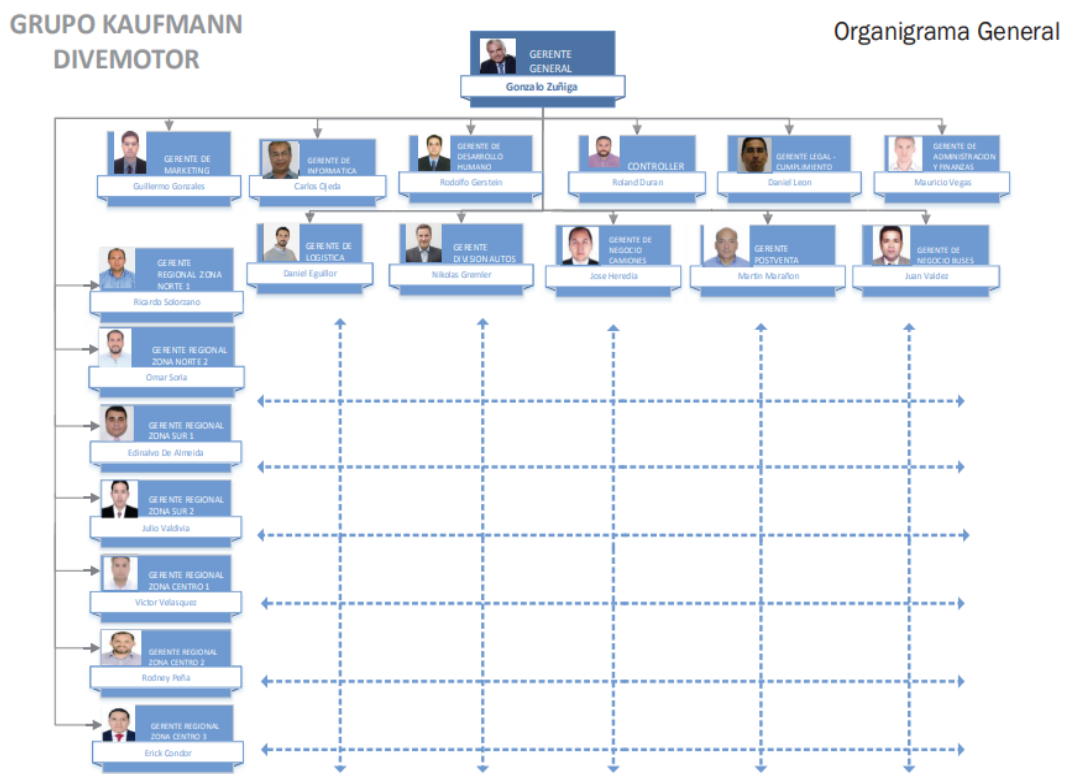 GRUPO KAUFMANN
DIVEMOTOR
Organigrama General
GERENTE
GENERAL
Gonzalo Zuñiga
GERENTE DE
MARKETING
Guillermo Gonzales
GERENTE DE
INFORMATICA
Carlos Ojeda
GERENTE DE
DESARROLLO
HUMANO
Rodolfo Gerstein
CONTROLLER
Roland Duran
GERENTE LEGAL -
CUMPLIMIENTO
Daniel Leon
GERENTE DE
ADMINISTRACION
Y FINANZAS
Mauricio Vegas
GERENTE DE
LOGISTICA
Daniel Eguillor
GERENTE
DIVISION AUTOS
Nikolas Gremler
GERENTE DE
NEGOCIO
CAMIONES
Jose Heredia
GERENTE
POSTVENTA
Martin Marañon
GERENTE DE
NEGOCIO BUSES
Juan Valdez
GERENTE
REGIONAL ZONA
NORTE 1
Ricardo Solorzano
GERENTE REGIONAL
ZONA NORTE 2
Omar Soria
GERENTE REGIONAL
ZONA SUR 1
Edinalvo De Almeida
GERENTE REGIONAL
ZONA SUR 2
Julio Valdivia
GERENTE REGIONAL
ZONA CENTRO 1
Victor Velasquez
GERENTE REGIONAL
ZONA CENTRO 2
Rodney Peña
GERENTE REGIONAL
ZONA CENTRO 3
Erick Condor